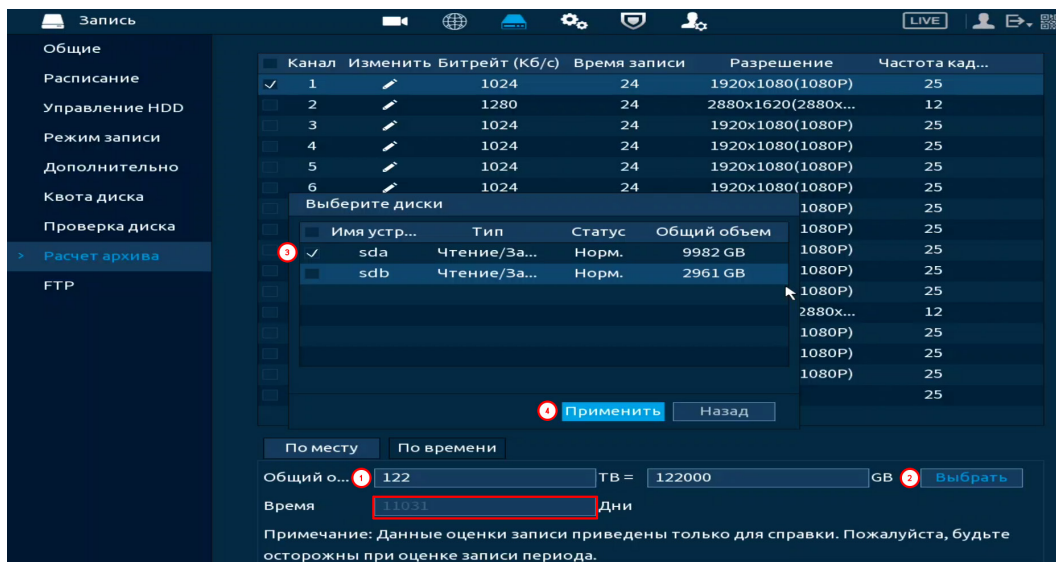 Запись LIVE
Общие
Расписание
Управление HDD
Режим записи
Дополнительно
Квота диска
Проверка диска
> Расчет архива
FTP
Канал Изменить Битрейт (Кб/с) Время записи Разрешение Частота кад...
1 1024 24 1920x1080(1080P) 25
2 1280 24 2880x1620(2880x... 12
3 1024 24 1920x1080(1080P) 25
4 1024 24 1920x1080(1080P) 25
5 1024 24 1920x1080(1080P) 25
6 1024 24 1920x1080(1080P) 25
1080P) 25
1080P) 25
1080P) 25
1080P) 25
1080P) 25
2880x... 12
1080P) 25
1080P) 25
1080P) 25
25
Выберите диски
Имя устр... Тип Статус Общий объем
3 sda Чтение/За... Норм. 9982 GB
sdb Чтение/За... Норм. 2961 GB
4 Применить Назад
По месту По времени
Общий о... 1 122 TB = 122000 GB 2 Выбрать
Время 11031 Дни
Примечание: Данные оценки записи приведены только для справки. Пожалуйста, будьте
осторожны при оценке записи периода.